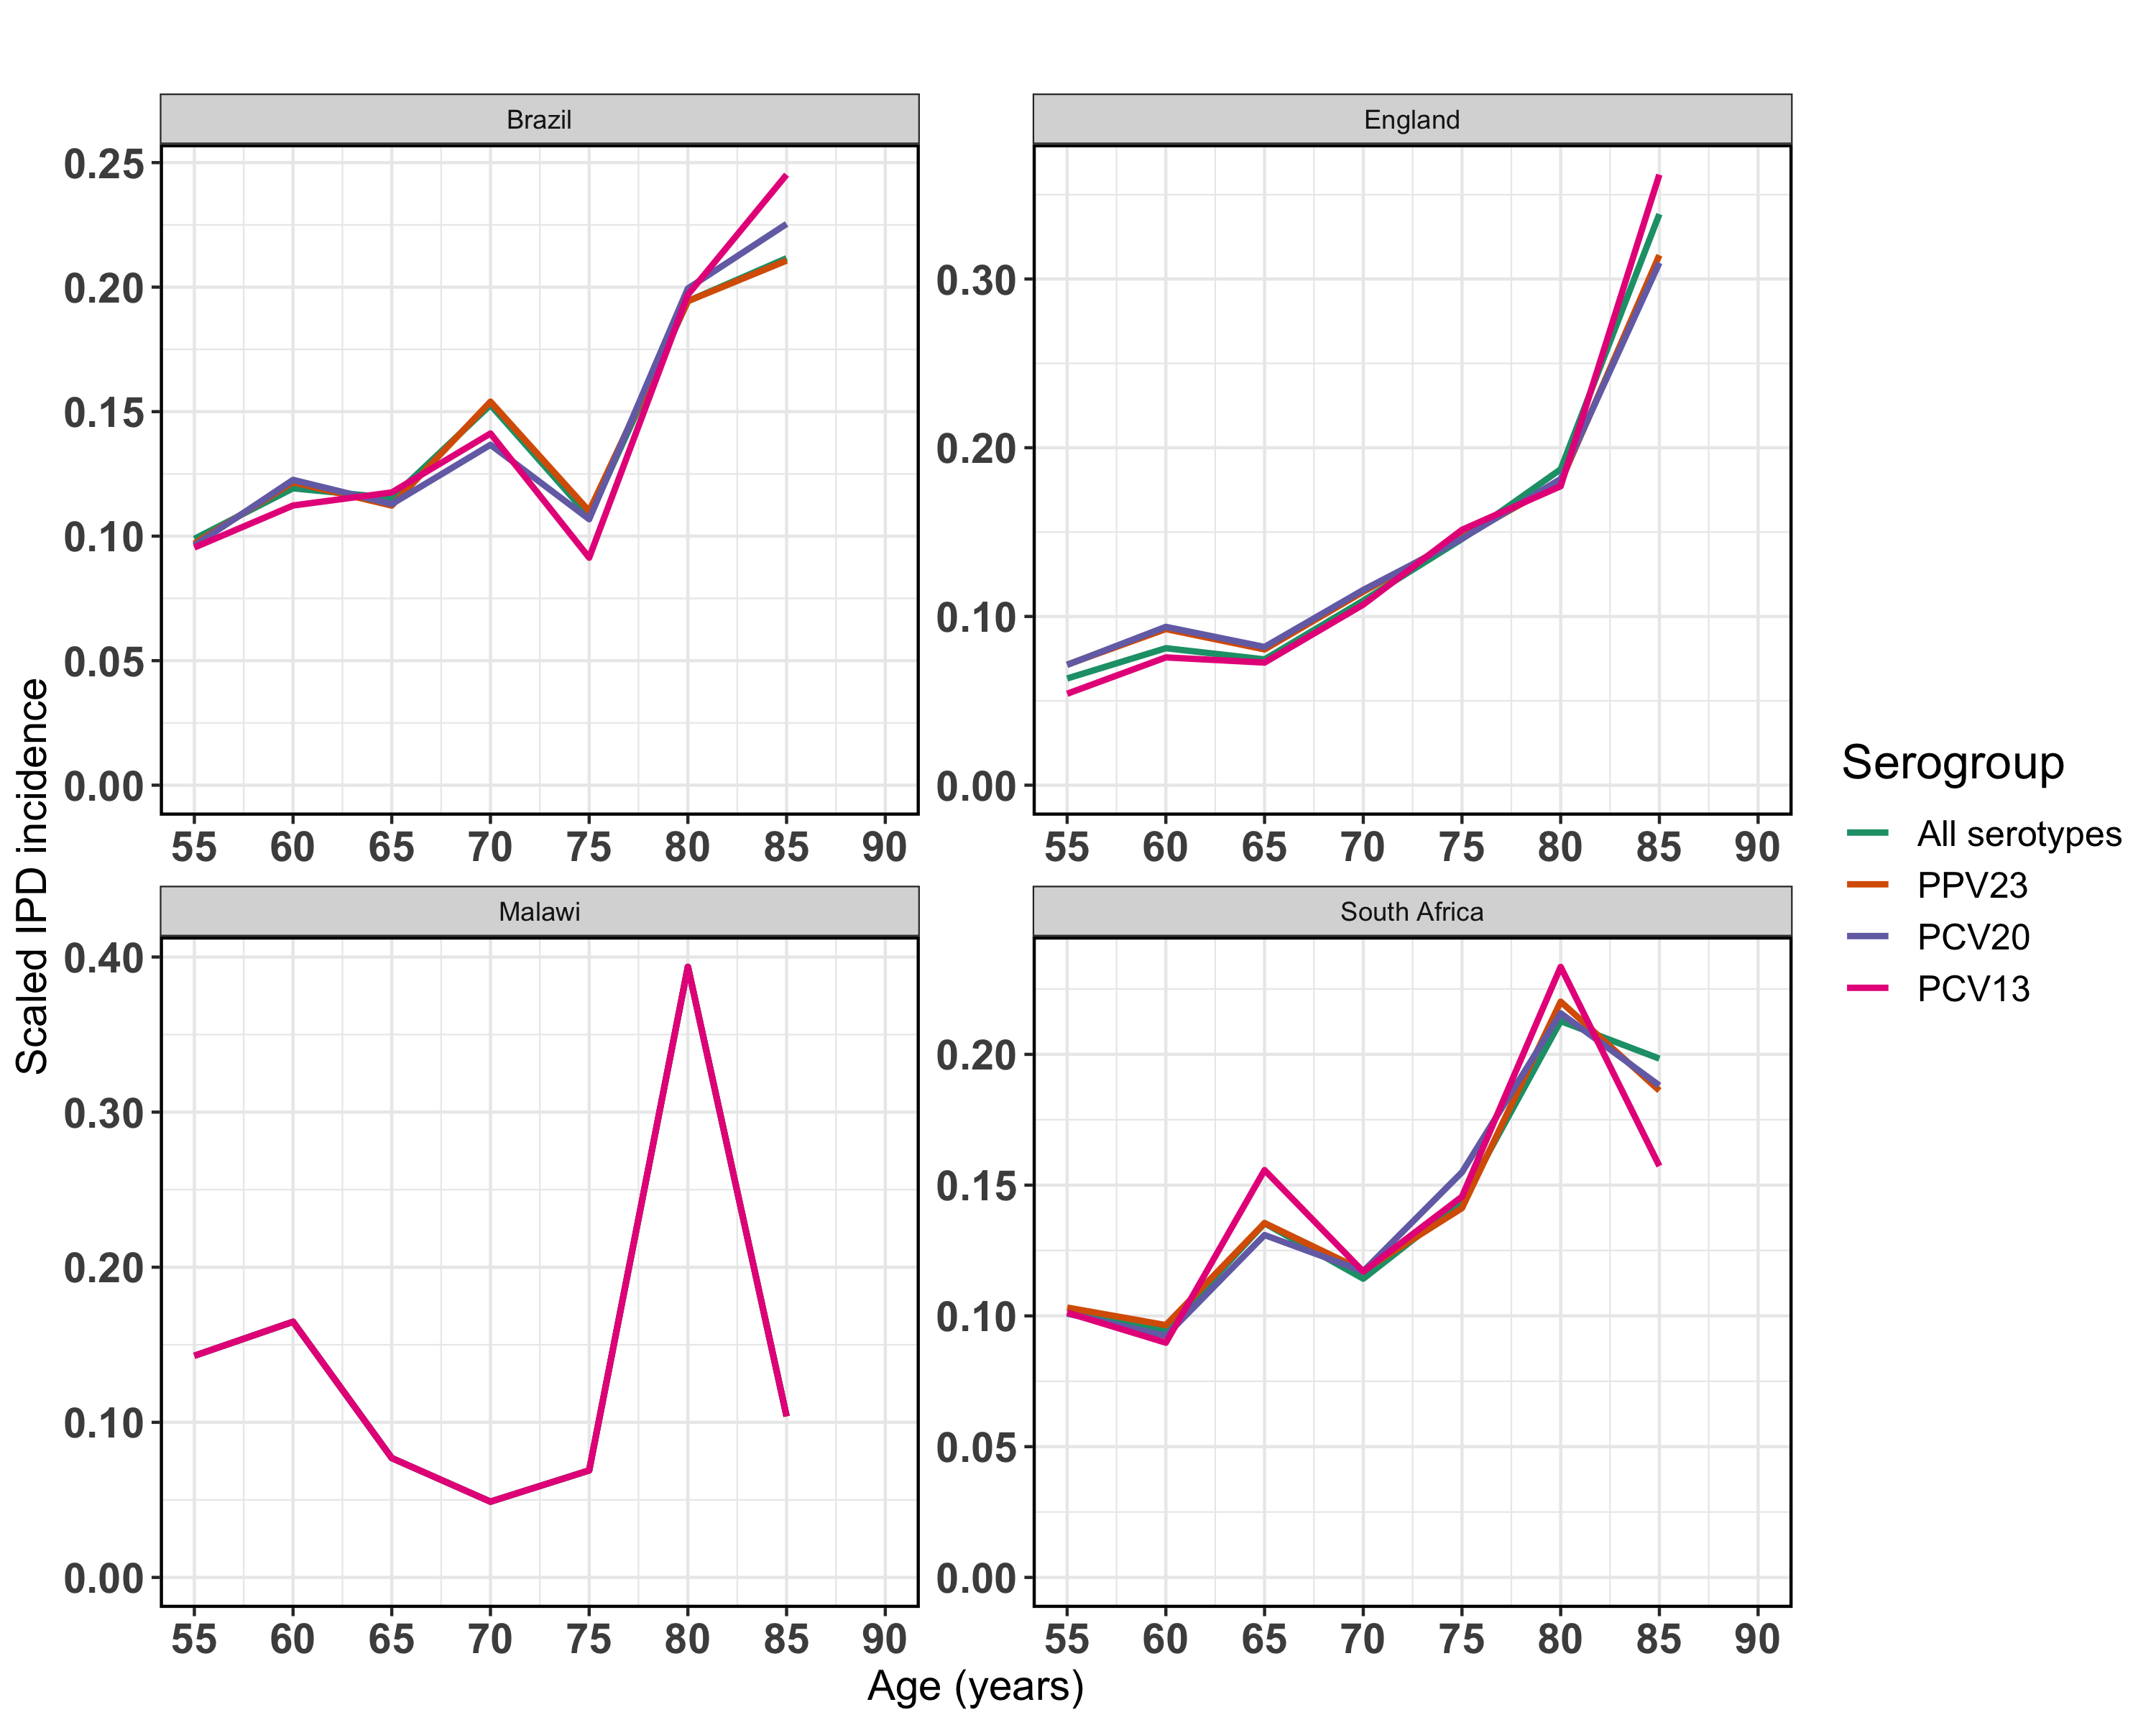 Brazil
England
0.25
0.20
0.15
0.10
0.05
0.00
0.30
0.20
0.10
0.00
55 60 65 70 75 80 85 90
55 60 65 70 75 80 85 90
Malawi
South Africa
0.40
0.30
0.20
0.10
0.00
0.20
0.15
0.10
0.05
0.00
55 60 65 70 75 80 85 90
55 60 65 70 75 80 85 90
Scaled IPD incidence
Age (years)
Serogroup
All serotypes
PPV23
PCV20
PCV13